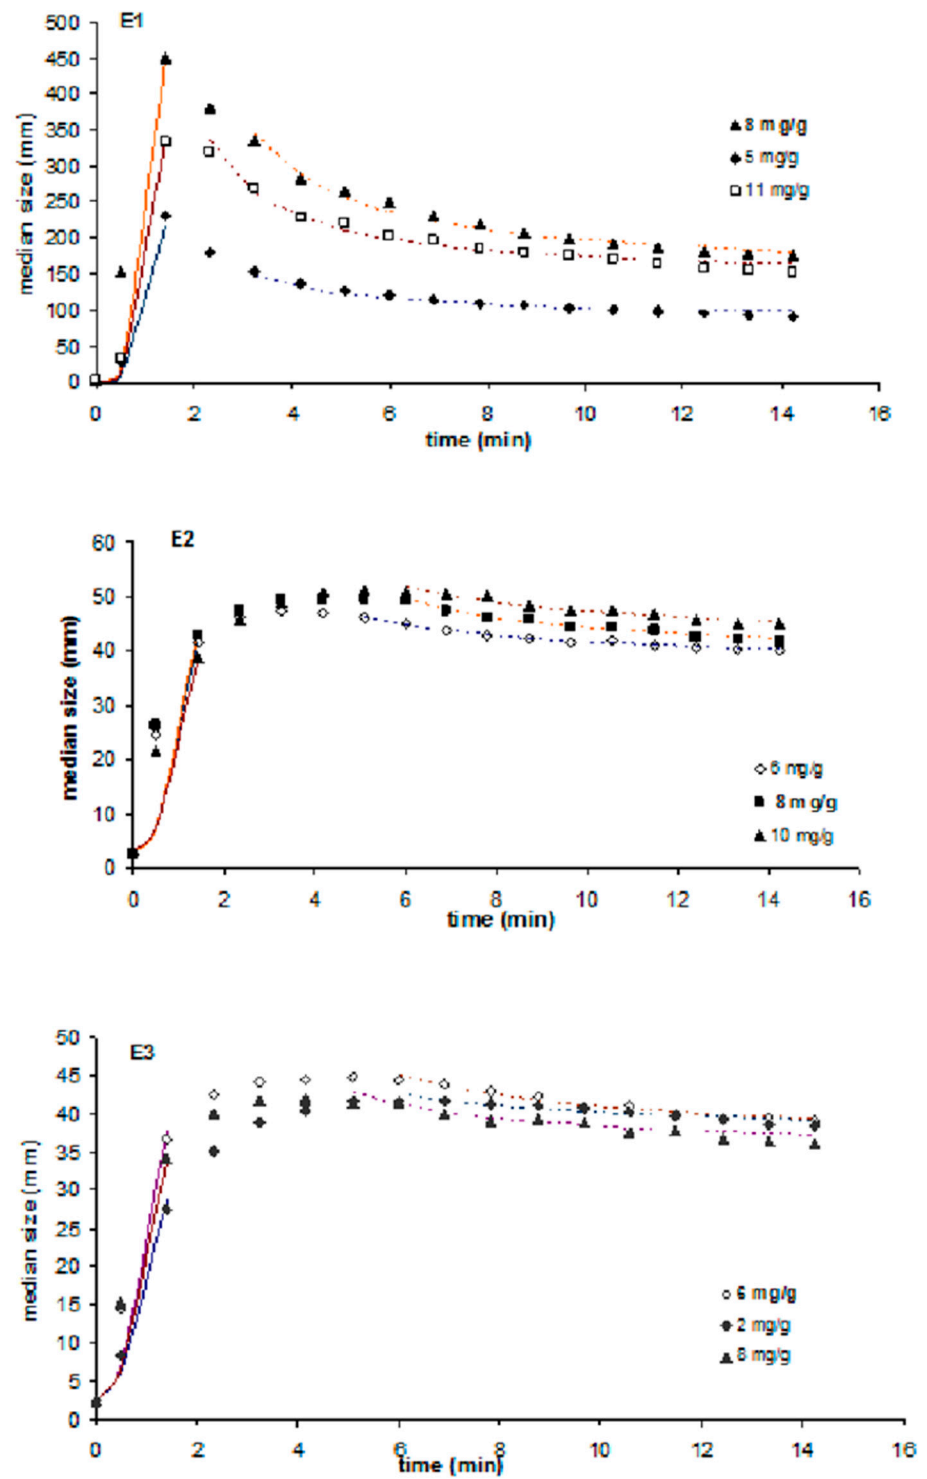 E1
500
450
400
350
300
250
200
150
100
50
0
median size (mm)
8 mg/g
5 mg/g
11 mg/g
0 2 4 6 8 10 12 14 16
time (min)
E2
60
50
40
30
20
10
0
median size (mm)
6 mg/g
8 mg/g
10 mg/g
0 2 4 6 8 10 12 14 16
time (min)
E3
50
45
40
35
30
25
20
15
10
5
0
median size (mm)
6 mg/g
2 mg/g
8 mg/g
0 2 4 6 8 10 12 14 16
time (min)